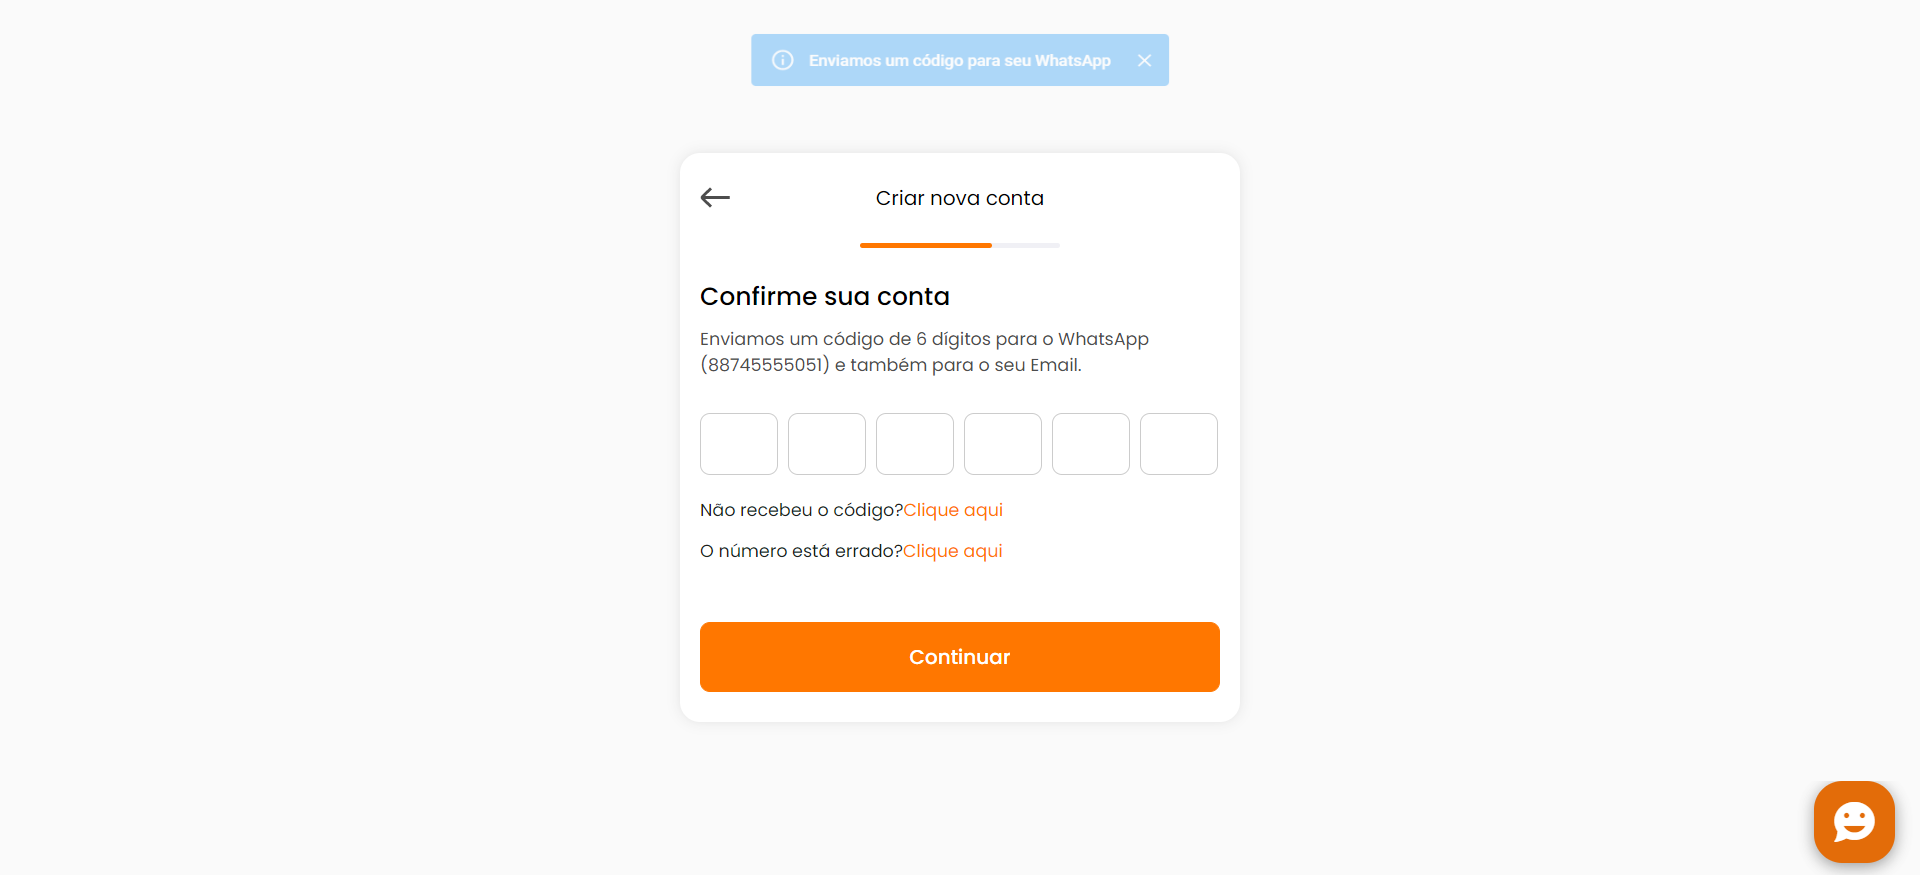 Enviamos um código para seu WhatsApp
Criar nova conta
Confirme sua conta
Enviamos um código de 6 dígitos para o WhatsApp
(88745555051) e também para o seu Email.
Não recebeu o código?Clique aqui
O número está errado?Clique aqui
Continuar